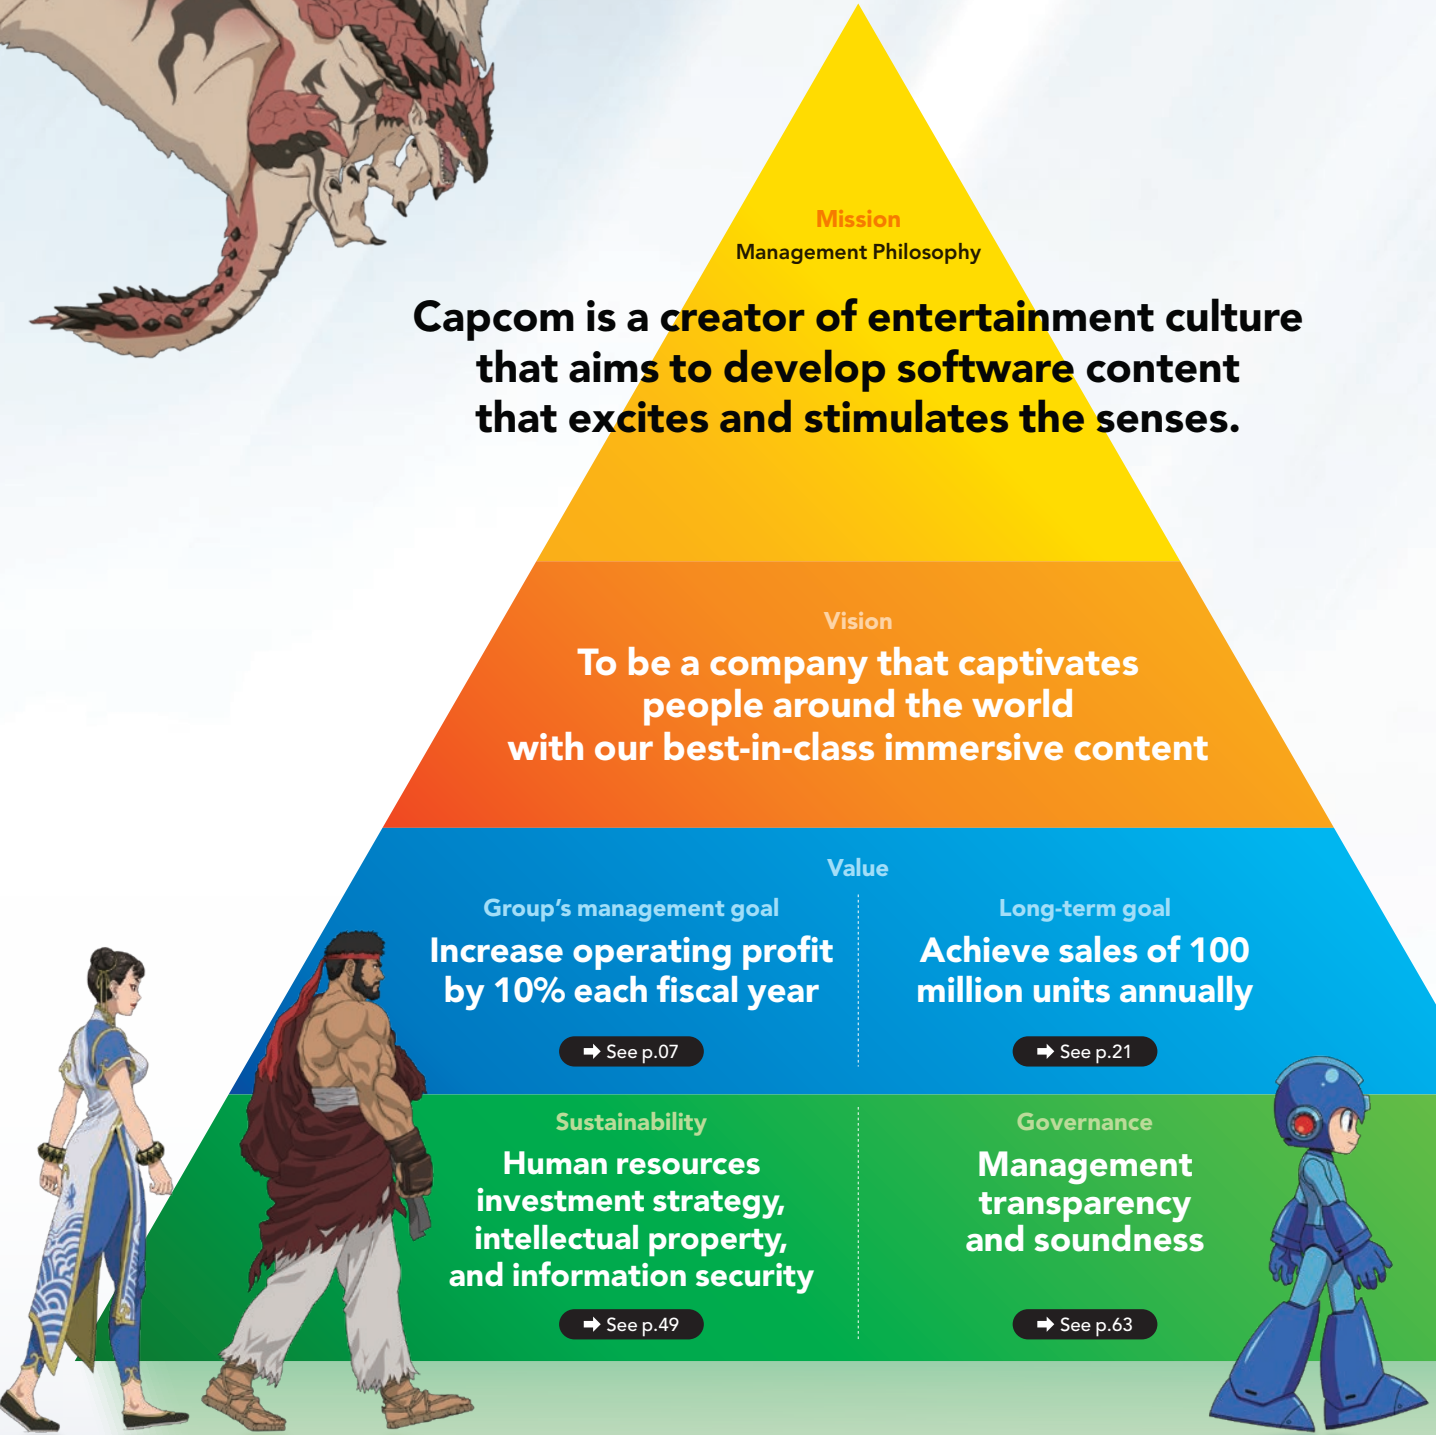 Mission
Management Philosophy
Capcom is a creator of entertainment culture
that aims to develop software content
that excites and stimulates the senses.
Vision
To be a company that captivates
people around the world
with our best-in-class immersive content
Value
Group’s management goal
Increase operating profit
by 10% each fiscal year
➡ See p.07
Long-term goal
Achieve sales of 100
million units annually
➡ See p.21
Sustainability
Human resources
investment strategy,
intellectual property,
and information security
➡ See p.49
Governance
Management
transparency
and soundness
➡ See p.63